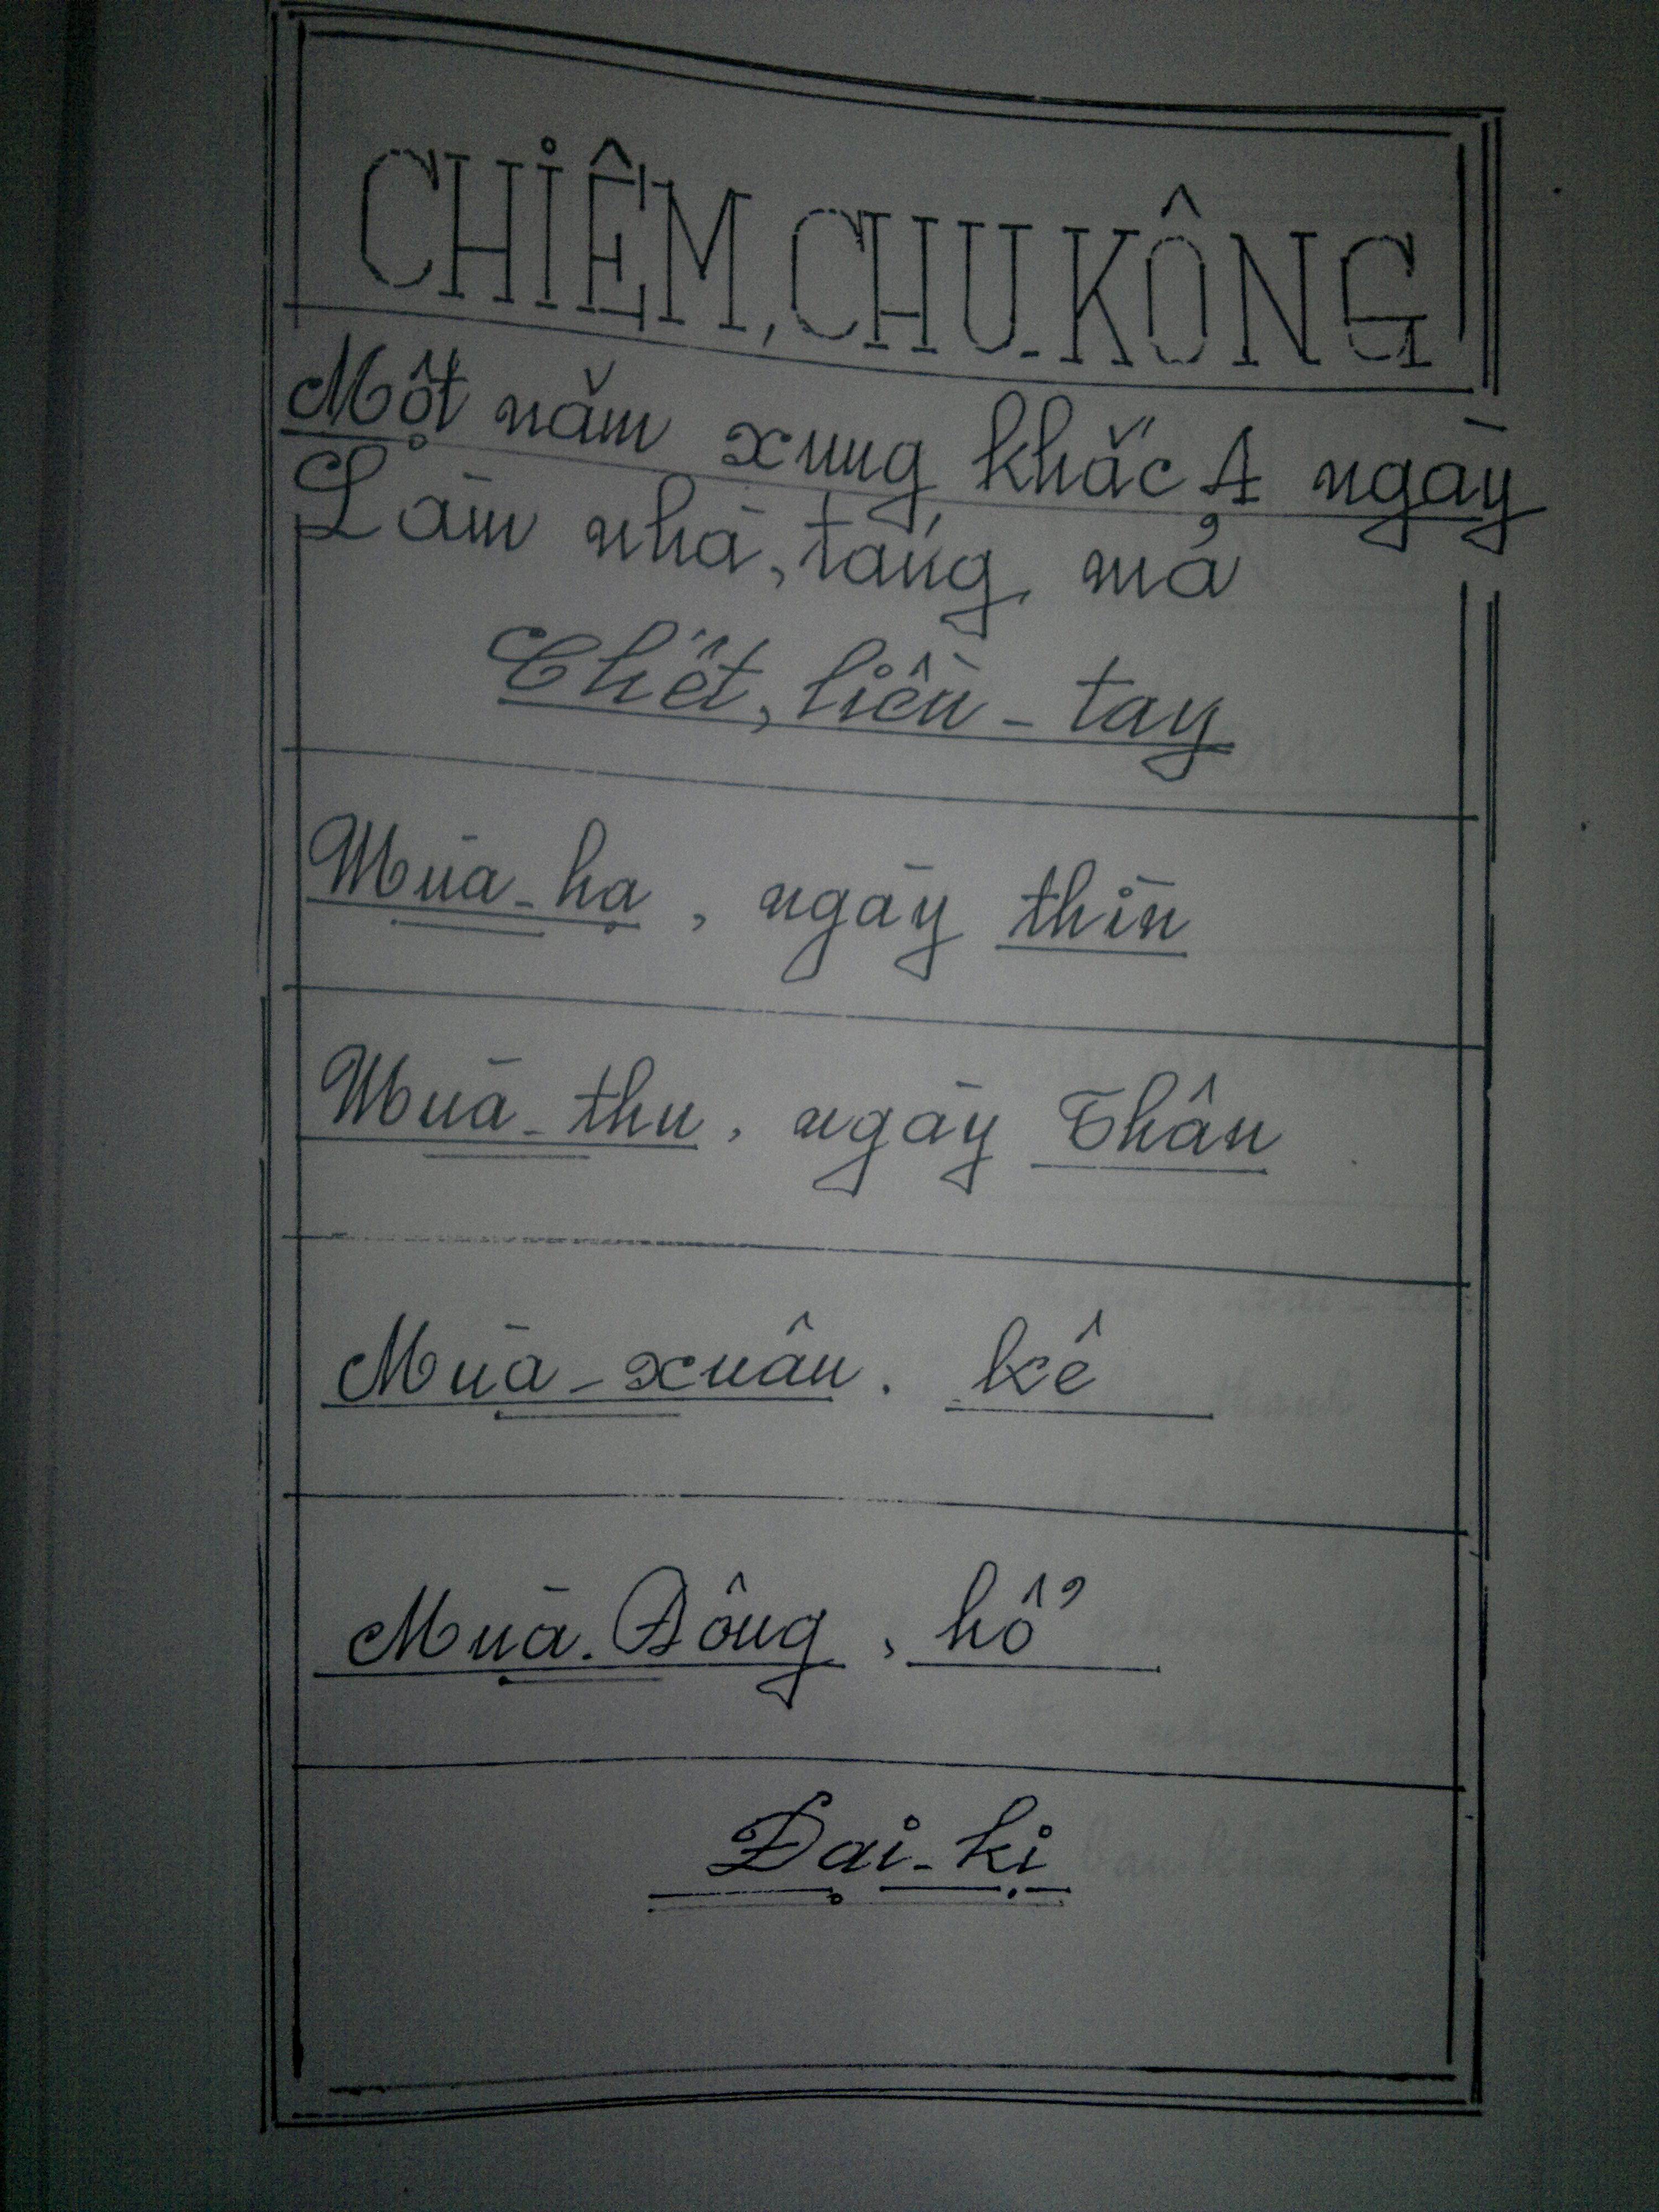 CHIÊM, CHU-KÔNG
Một năm xung khắc 4 ngày
Làm nhà, táng, mả
Chết, liền - tay
Mùa - hạ, ngày thìn
Mùa - thu, ngày Thân
Mùa - xuân. kê
Mùa. Đông, hổ
Đại - kị